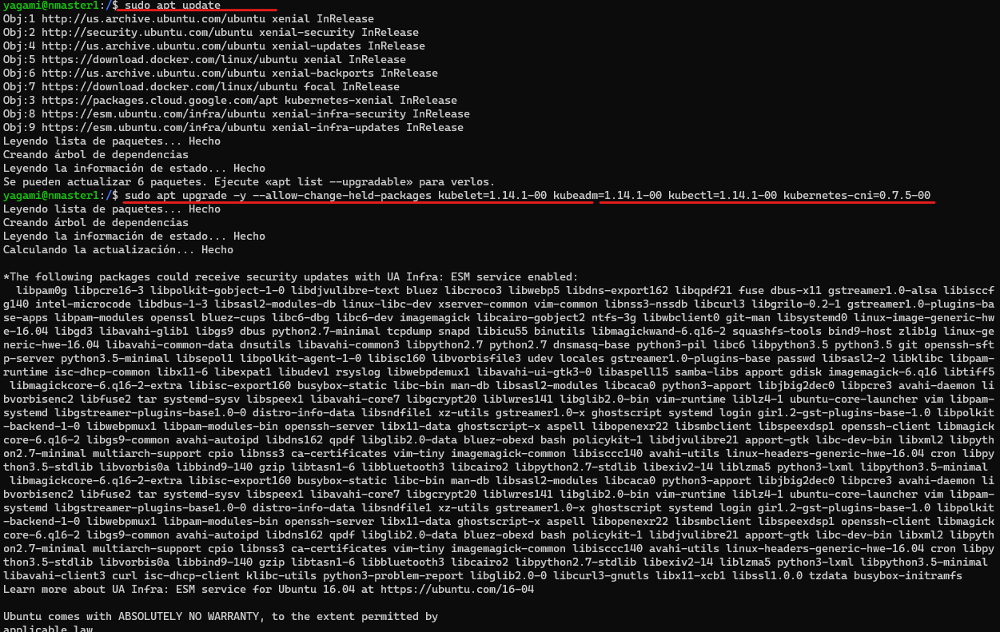 yagami@nmaster1:/$ sudo apt update
Obj:1 http://us.archive.ubuntu.com/ubuntu xenial InRelease
Obj:2 http://security.ubuntu.com/ubuntu xenial-security InRelease
Obj:4 http://us.archive.ubuntu.com/ubuntu xenial-updates InRelease
Obj:5 https://download.docker.com/linux/ubuntu xenial InRelease
Obj:6 http://us.archive.ubuntu.com/ubuntu xenial-backports InRelease
Obj:7 https://download.docker.com/linux/ubuntu focal InRelease
Obj:3 https://packages.cloud.google.com/apt kubernetes-xenial InRelease
Obj:8 https://esm.ubuntu.com/infra/ubuntu xenial-infra-security InRelease
Obj:9 https://esm.ubuntu.com/infra/ubuntu xenial-infra-updates InRelease
Leyendo lista de paquetes... Hecho
Creando árbol de dependencias
Leyendo la información de estado... Hecho
Se pueden actualizar 6 paquetes. Ejecute «apt list --upgradable» para verlos.
yagami@nmaster1:/$ sudo apt upgrade -y --allow-change-held-packages kubelet=1.14.1-00 kubeadm=1.14.1-00 kubectl=1.14.1-00 kubernetes-cni=0.7.5-00
Leyendo lista de paquetes... Hecho
Creando árbol de dependencias
Leyendo la información de estado... Hecho
Calculando la actualización... Hecho
*The following packages could receive security updates with UA Infra: ESM service enabled:
libpam0g libpcre16-3 libpolkit-gobject-1-0 libdjvulibre-text bluez libcroco3 libwebp5 libdns-export162 libqpdf21 fuse dbus-x11 gstreamer1.0-alsa libisccf
g140 intel-microcode libdbus-1-3 libsasl2-modules-db linux-libc-dev xserver-common vim-common libnss3-nssdb libcurl3 libgrilo-0.2-1 gstreamer1.0-plugins-ba
se-apps libpam-modules openssl bluez-cups libc6-dbg libc6-dev imagemagick libcairo-gobject2 ntfs-3g libwbclient0 git-man libsystemd0 linux-image-generic-hw
e-16.04 libgd3 libavahi-glib1 libgs9 dbus python2.7-minimal tcpdump snapd libicu55 binutils libmagickwand-6.q16-2 squashfs-tools bind9-host zlib1g linux-ge
neric-hwe-16.04 libavahi-common-data dnsutils libavahi-common3 libpython2.7 python2.7 dnsmasq-base python3-pil libc6 libpython3.5 python3.5 git openssh-sft
p-server python3.5-minimal libsepol1 libpolkit-agent-1-0 libisc160 libvorbisfile3 udev locales gstreamer1.0-plugins-base passwd libsasl2-2 libklibc libpam-
runtime isc-dhcp-common libx11-6 libexpat1 libudev1 rsyslog libwebpdemux1 libavahi-ui-gtk3-0 libaspell15 samba-libs apport gdisk imagemagick-6.q16 libtiff5
libmagickcore-6.q16-2-extra libisc-export160 busybox-static libc-bin man-db libsasl2-modules libcaca0 python3-apport libjbig2dec0 libpcre3 avahi-daemon li
bvorbisenc2 libfuse2 tar systemd-sysv libspeex1 libavahi-core7 libgcrypt20 liblwres141 libglib2.0-bin vim-runtime liblz4-1 ubuntu-core-launcher vim libpam-
systemd libgstreamer-plugins-base1.0-0 distro-info-data libsndfile1 xz-utils gstreamer1.0-x ghostscript systemd login gir1.2-gst-plugins-base-1.0 libpolkit
-backend-1-0 libwebpmux1 libpam-modules-bin openssh-server libx11-data ghostscript-x aspell libopenexr22 libsmbclient libspeexdsp1 openssh-client libmagick
core-6.q16-2 libgs9-common avahi-autoipd libdns162 qpdf libglib2.0-data bluez-obexd bash policykit-1 libdjvulibre21 apport-gtk libc-dev-bin libxml2 libpyth
on2.7-minimal multiarch-support cpio libnss3 ca-certificates vim-tiny imagemagick-common libisccc140 avahi-utils linux-headers-generic-hwe-16.04 cron libpy
thon3.5-stdlib libvorbis0a libbind9-140 gzip libtasn1-6 libbluetooth3 libcairo2 libpython2.7-stdlib libexiv2-14 liblzma5 python3-lxml libpython3.5-minimal
libmagickcore-6.q16-2-extra libisc-export160 busybox-static libc-bin man-db libsasl2-modules libcaca0 python3-apport libjbig2dec0 libpcre3 avahi-daemon li
bvorbisenc2 libfuse2 tar systemd-sysv libspeex1 libavahi-core7 libgcrypt20 liblwres141 libglib2.0-bin vim-runtime liblz4-1 ubuntu-core-launcher vim libpam-
systemd libgstreamer-plugins-base1.0-0 distro-info-data libsndfile1 xz-utils gstreamer1.0-x ghostscript systemd login gir1.2-gst-plugins-base-1.0 libpolkit
-backend-1-0 libwebpmux1 libpam-modules-bin openssh-server libx11-data ghostscript-x aspell libopenexr22 libsmbclient libspeexdsp1 openssh-client libmagick
core-6.q16-2 libgs9-common avahi-autoipd libdns162 qpdf libglib2.0-data bluez-obexd bash policykit-1 libdjvulibre21 apport-gtk libc-dev-bin libxml2 libpyth
on2.7-minimal multiarch-support cpio libnss3 ca-certificates vim-tiny imagemagick-common libisccc140 avahi-utils linux-headers-generic-hwe-16.04 cron libpy
thon3.5-stdlib libvorbis0a libbind9-140 gzip libtasn1-6 libbluetooth3 libcairo2 libpython2.7-stdlib libexiv2-14 liblzma5 python3-lxml libpython3.5-minimal
libavahi-client3 curl isc-dhcp-client klibc-utils python3-problem-report libglib2.0-0 libcurl3-gnutls libx11-xcb1 libssl1.0.0 tzdata busybox-initramfs
Learn more about UA Infra: ESM service for Ubuntu 16.04 at https://ubuntu.com/16-04
Ubuntu comes with ABSOLUTELY NO WARRANTY, to the extent permitted by
applicable law